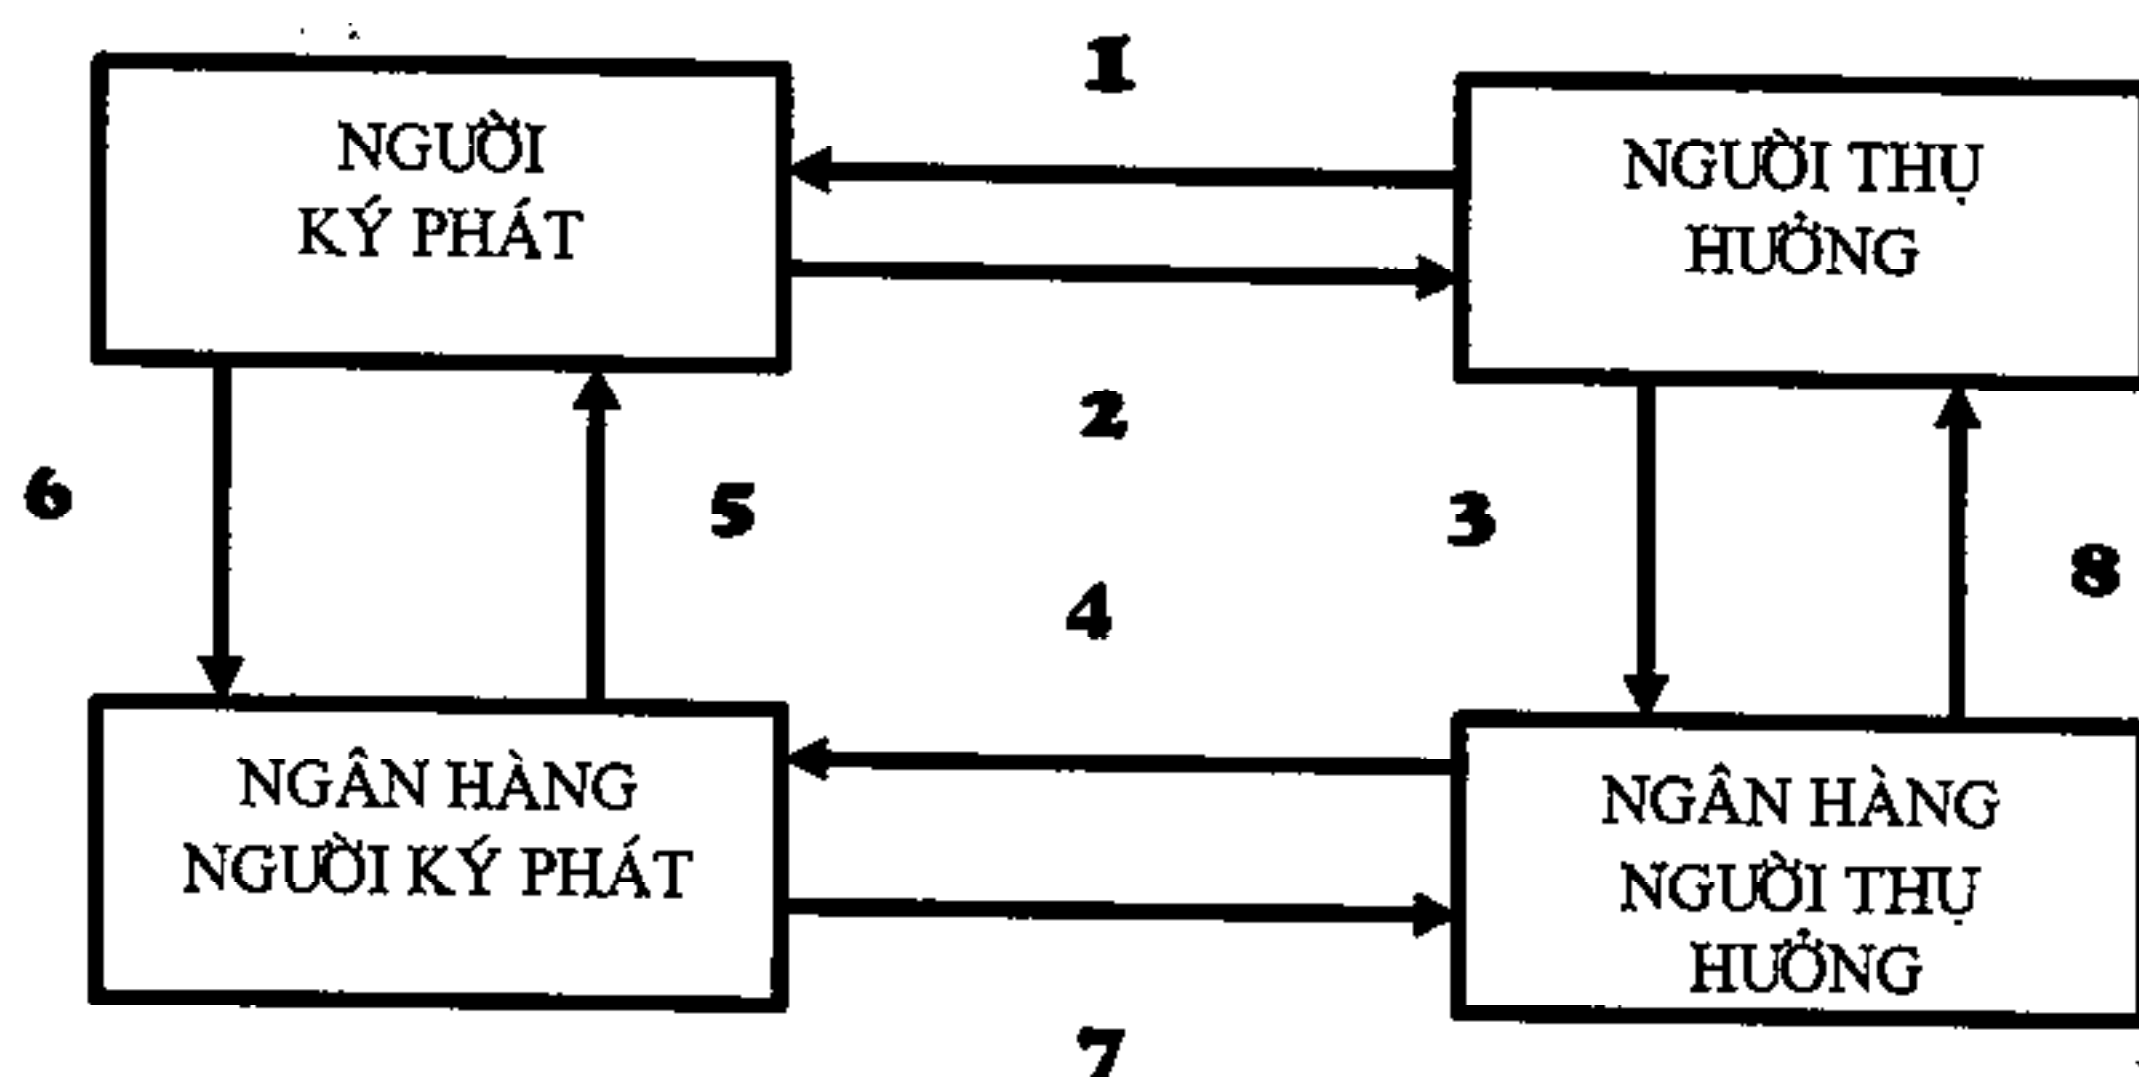 1
NGƯỜI
KÝ PHÁT
NGƯỜI THỤ
HƯỞNG
2
6
5
3
8
4
NGÂN HÀNG
NGƯỜI KÝ PHÁT
NGÂN HÀNG
NGƯỜI THỤ
HƯỞNG
7